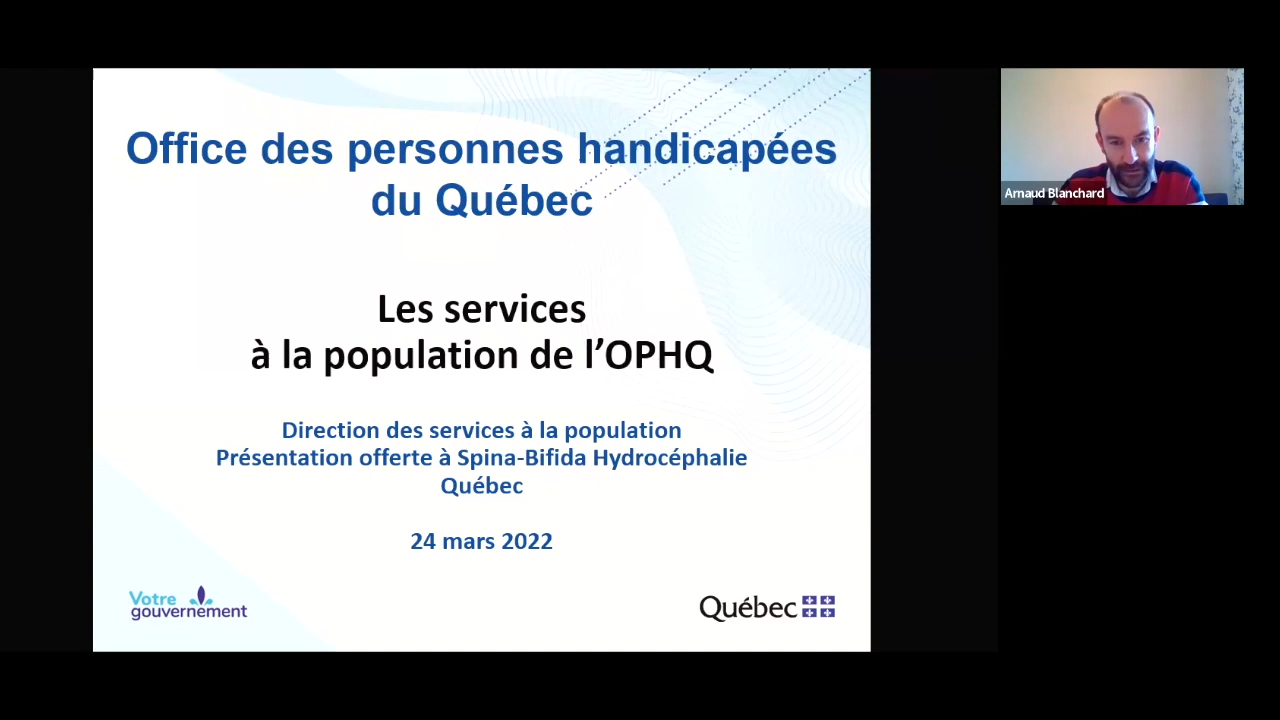 Office des personnes handicapées
du Québec
Les services
à la population de l’OPHQ
Direction des services à la population
Présentation offerte à Spina-Bifida Hydrocéphalie
Québec
24 mars 2022
Votre
gouvernement
Québec
Arnaud Blanchard